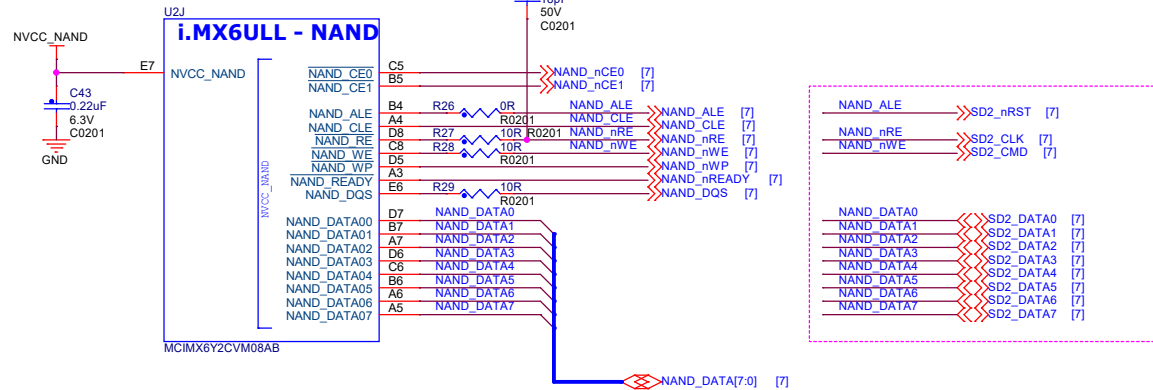 U2J
18pF
50V
C0201
i.MX6ULL - NAND
NVCC_NAND
E7
NVCC_NAND
C43
0.22uF
6.3V
C0201
GND
NVCC_NAND
NAND_CE0 C5 NAND_nCE0 [7]
NAND_CE1 B5 NAND_nCE1 [7]
NAND_ALE B4 R26 0R R0201 NAND_ALE NAND_ALE [7]
NAND_CLE A4 NAND_CLE NAND_CLE [7]
NAND_RE D8 R27 10R R0201 NAND_nRE NAND_nRE [7]
NAND_WE C8 R28 10R R0201 NAND_nWE NAND_nWE [7]
NAND_WP D5 NAND_nWP [7]
NAND_READY A3 NAND_nREADY [7]
NAND_DQS E6 R29 10R R0201 NAND_DQS [7]
NAND_DATA00 D7 NAND_DATA0
NAND_DATA01 B7 NAND_DATA1
NAND_DATA02 A7 NAND_DATA2
NAND_DATA03 D6 NAND_DATA3
NAND_DATA04 C6 NAND_DATA4
NAND_DATA05 B6 NAND_DATA5
NAND_DATA06 A6 NAND_DATA6
NAND_DATA07 A5 NAND_DATA7
MCIMX6Y2CVM08AB
NAND_DATA[7:0] [7]
NAND_ALE SD2_nRST [7]
NAND_nRE SD2_CLK [7]
NAND_nWE SD2_CMD [7]
NAND_DATA0 SD2_DATA0 [7]
NAND_DATA1 SD2_DATA1 [7]
NAND_DATA2 SD2_DATA2 [7]
NAND_DATA3 SD2_DATA3 [7]
NAND_DATA4 SD2_DATA4 [7]
NAND_DATA5 SD2_DATA5 [7]
NAND_DATA6 SD2_DATA6 [7]
NAND_DATA7 SD2_DATA7 [7]